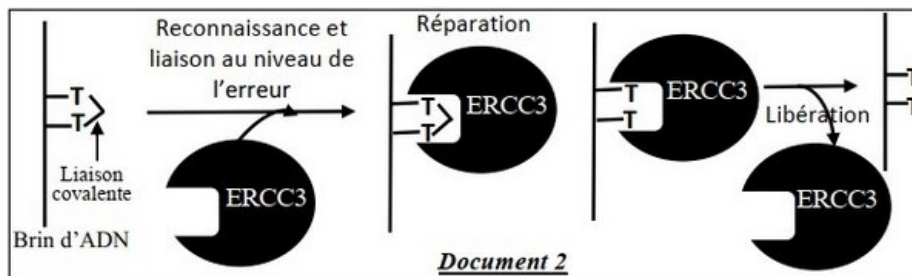 Reconnaissance et
liaison au niveau de
l'erreur
Réparation
T
T
Liaison
covalente
Brin d'ADN
ERCC3
T
T
ERCC3
T
T
ERCC3
Libération
ERCC3
T
T
Document 2